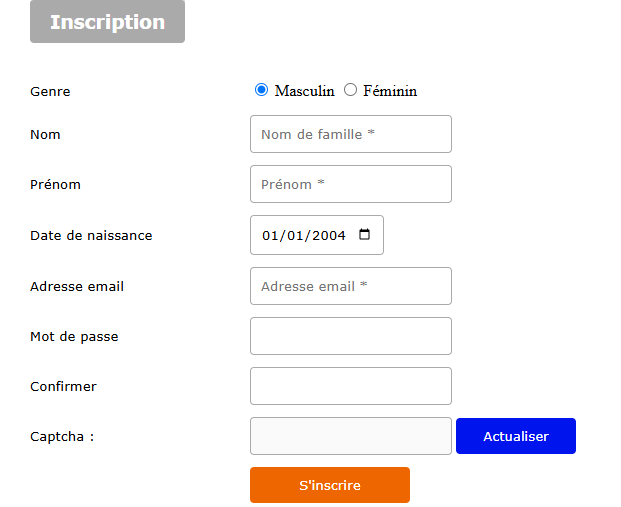 Inscription
Genre Masculin Féminin
Nom Nom de famille *
Prénom Prénom *
Date de naissance 01/01/2004
Adresse email Adresse email *
Mot de passe
Confirmer
Captcha : Actualiser
S'inscrire